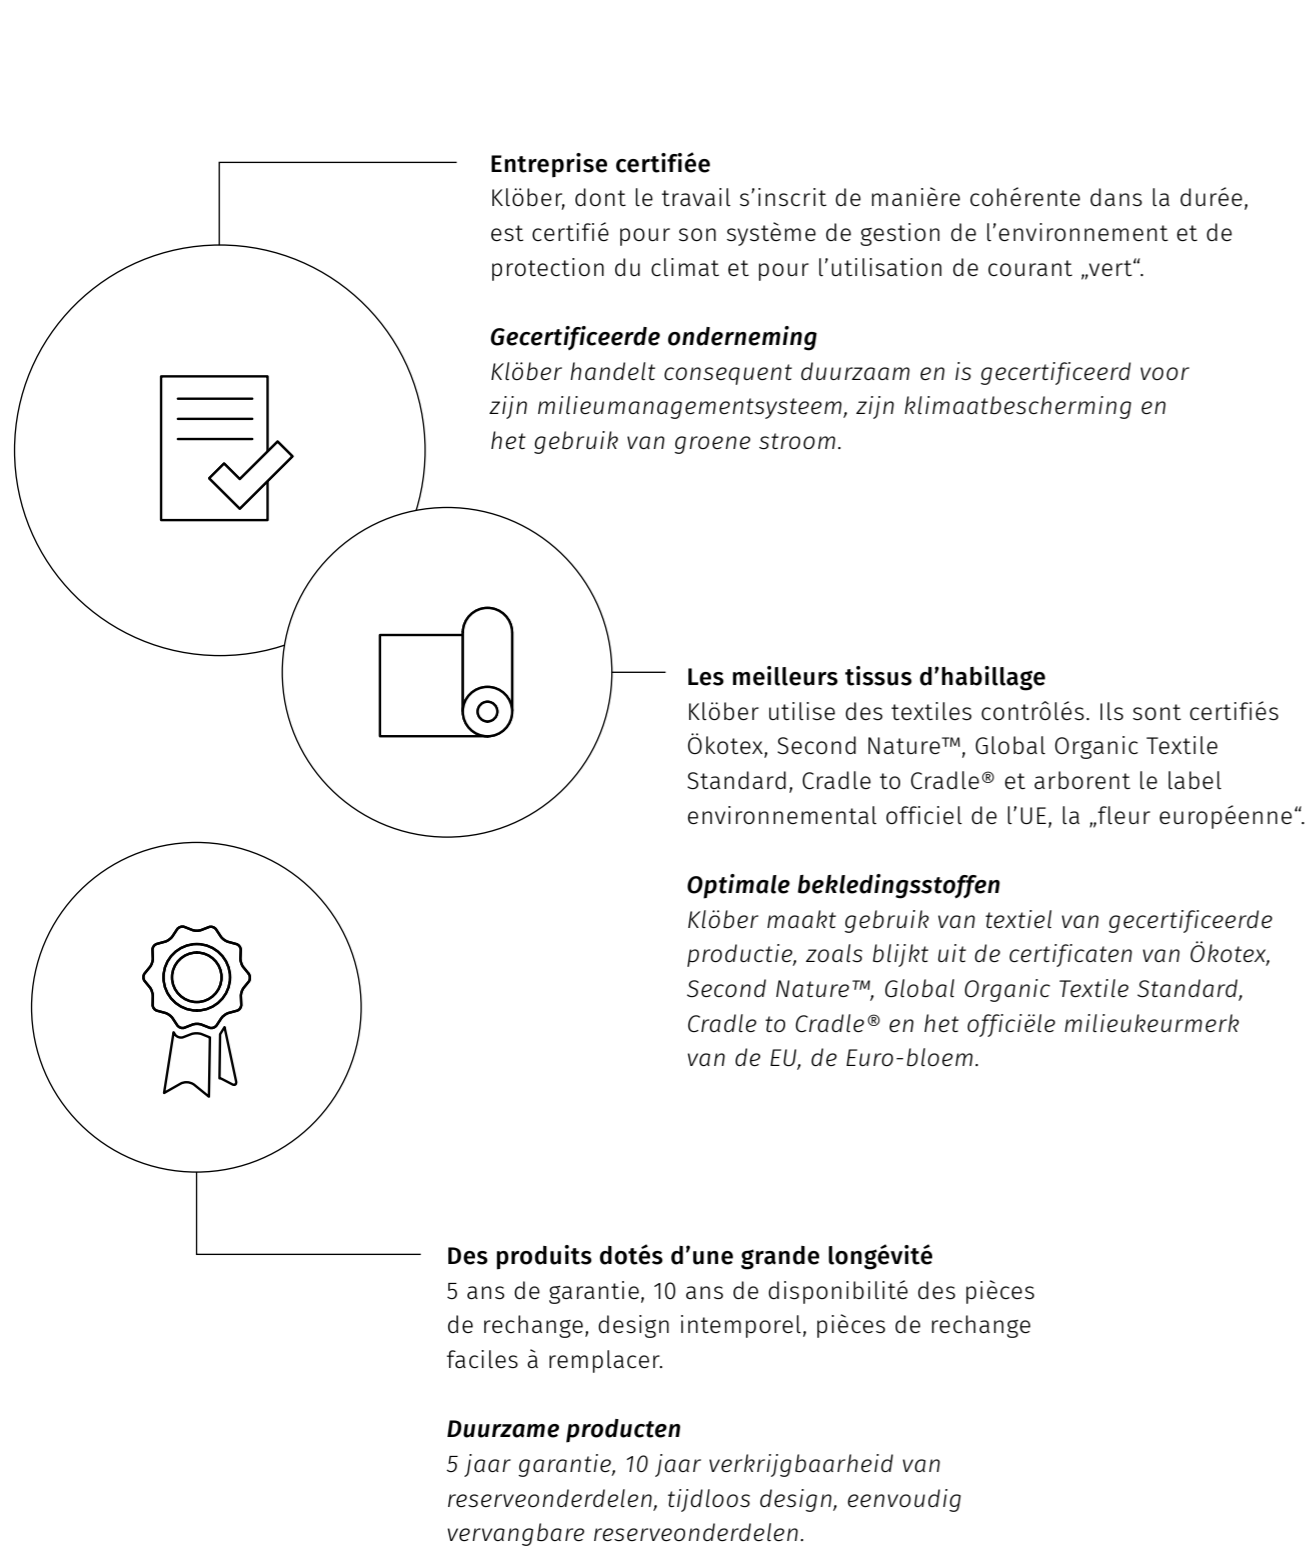 Entreprise certifiée
Klöber, dont le travail s’inscrit de manière cohérente dans la durée,
est certifié pour son système de gestion de l’environnement et de
protection du climat et pour l’utilisation de courant „vert“.
Gecertificeerde onderneming
Klöber handelt consequent duurzaam en is gecertificeerd voor
zijn milieumanagementsysteem, zijn klimaatbescherming en
het gebruik van groene stroom.
Les meilleurs tissus d’habillage
Klöber utilise des textiles contrôlés. Ils sont certifiés
Ökotex, Second Nature™, Global Organic Textile
Standard, Cradle to Cradle® et arborent le label
environnemental officiel de l’UE, la „fleur européenne“.
Optimale bekledingsstoffen
Klöber maakt gebruik van textiel van gecertificeerde
productie, zoals blijkt uit de certificaten van Ökotex,
Second Nature™, Global Organic Textile Standard,
Cradle to Cradle® en het officiële milieukeurmerk
van de EU, de Euro-bloem.
Des produits dotés d’une grande longévité
5 ans de garantie, 10 ans de disponibilité des pièces
de rechange, design intemporel, pièces de rechange
faciles à remplacer.
Duurzame producten
5 jaar garantie, 10 jaar verkrijgbaarheid van
reserveonderdelen, tijdloos design, eenvoudig
vervangbare reserveonderdelen.